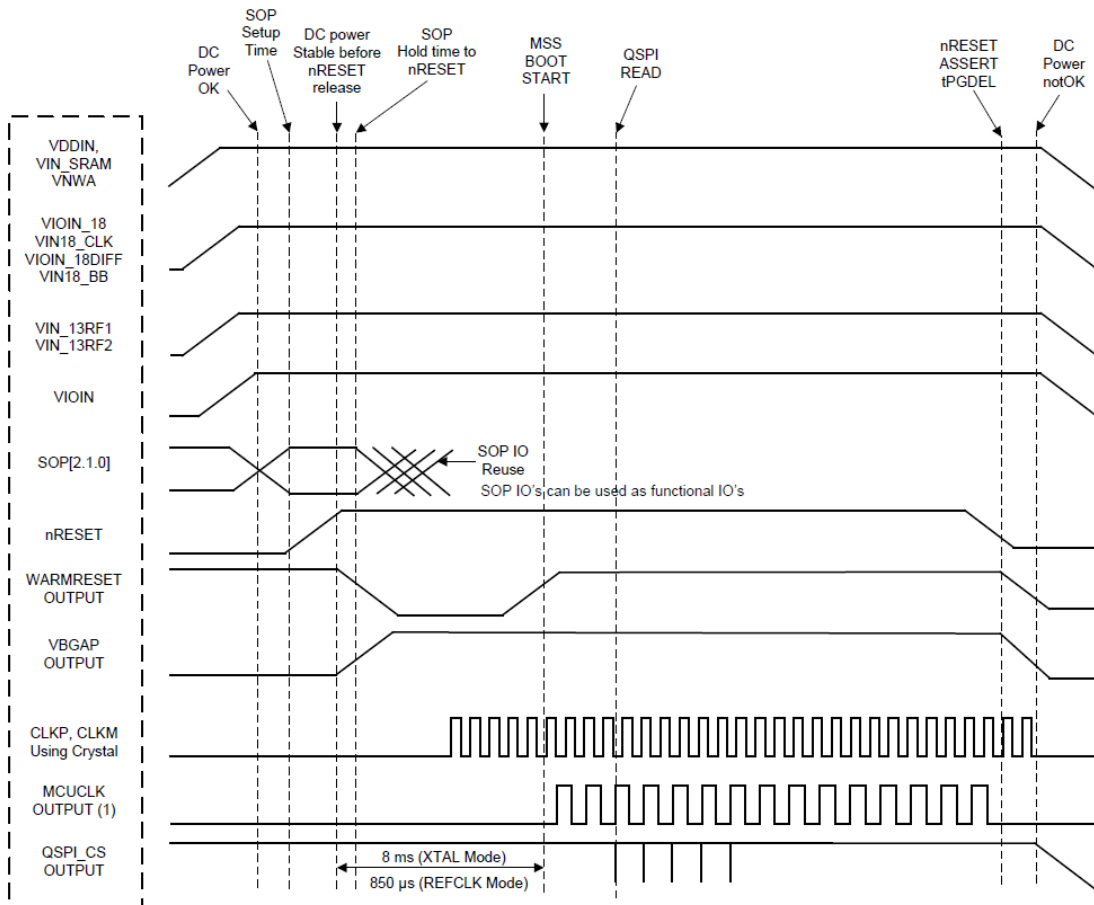 DC
Power
OK
SOP
Setup
Time
DC power
Stable before
nRESET
release
SOP
Hold time to
nRESET
MSS
BOOT
START
QSPI
READ
nRESET
ASSERT
tPGDEL
DC
Power
notOK
VDDIN,
VIN_SRAM
VNWA
VIOIN_18
VIN18_CLK
VIOIN_18DIFF
VIN18_BB
VIN_13RF1
VIN_13RF2
VIOIN
SOP[2.1.0]
SOP IO
Reuse
SOP IO's can be used as functional IO's
nRESET
WARMRESET
OUTPUT
VBGAP
OUTPUT
CLKP, CLKM
Using Crystal
MCUCLK
OUTPUT (1)
QSPI_CS
OUTPUT
8 ms (XTAL Mode)
850 µs (REFCLK Mode)